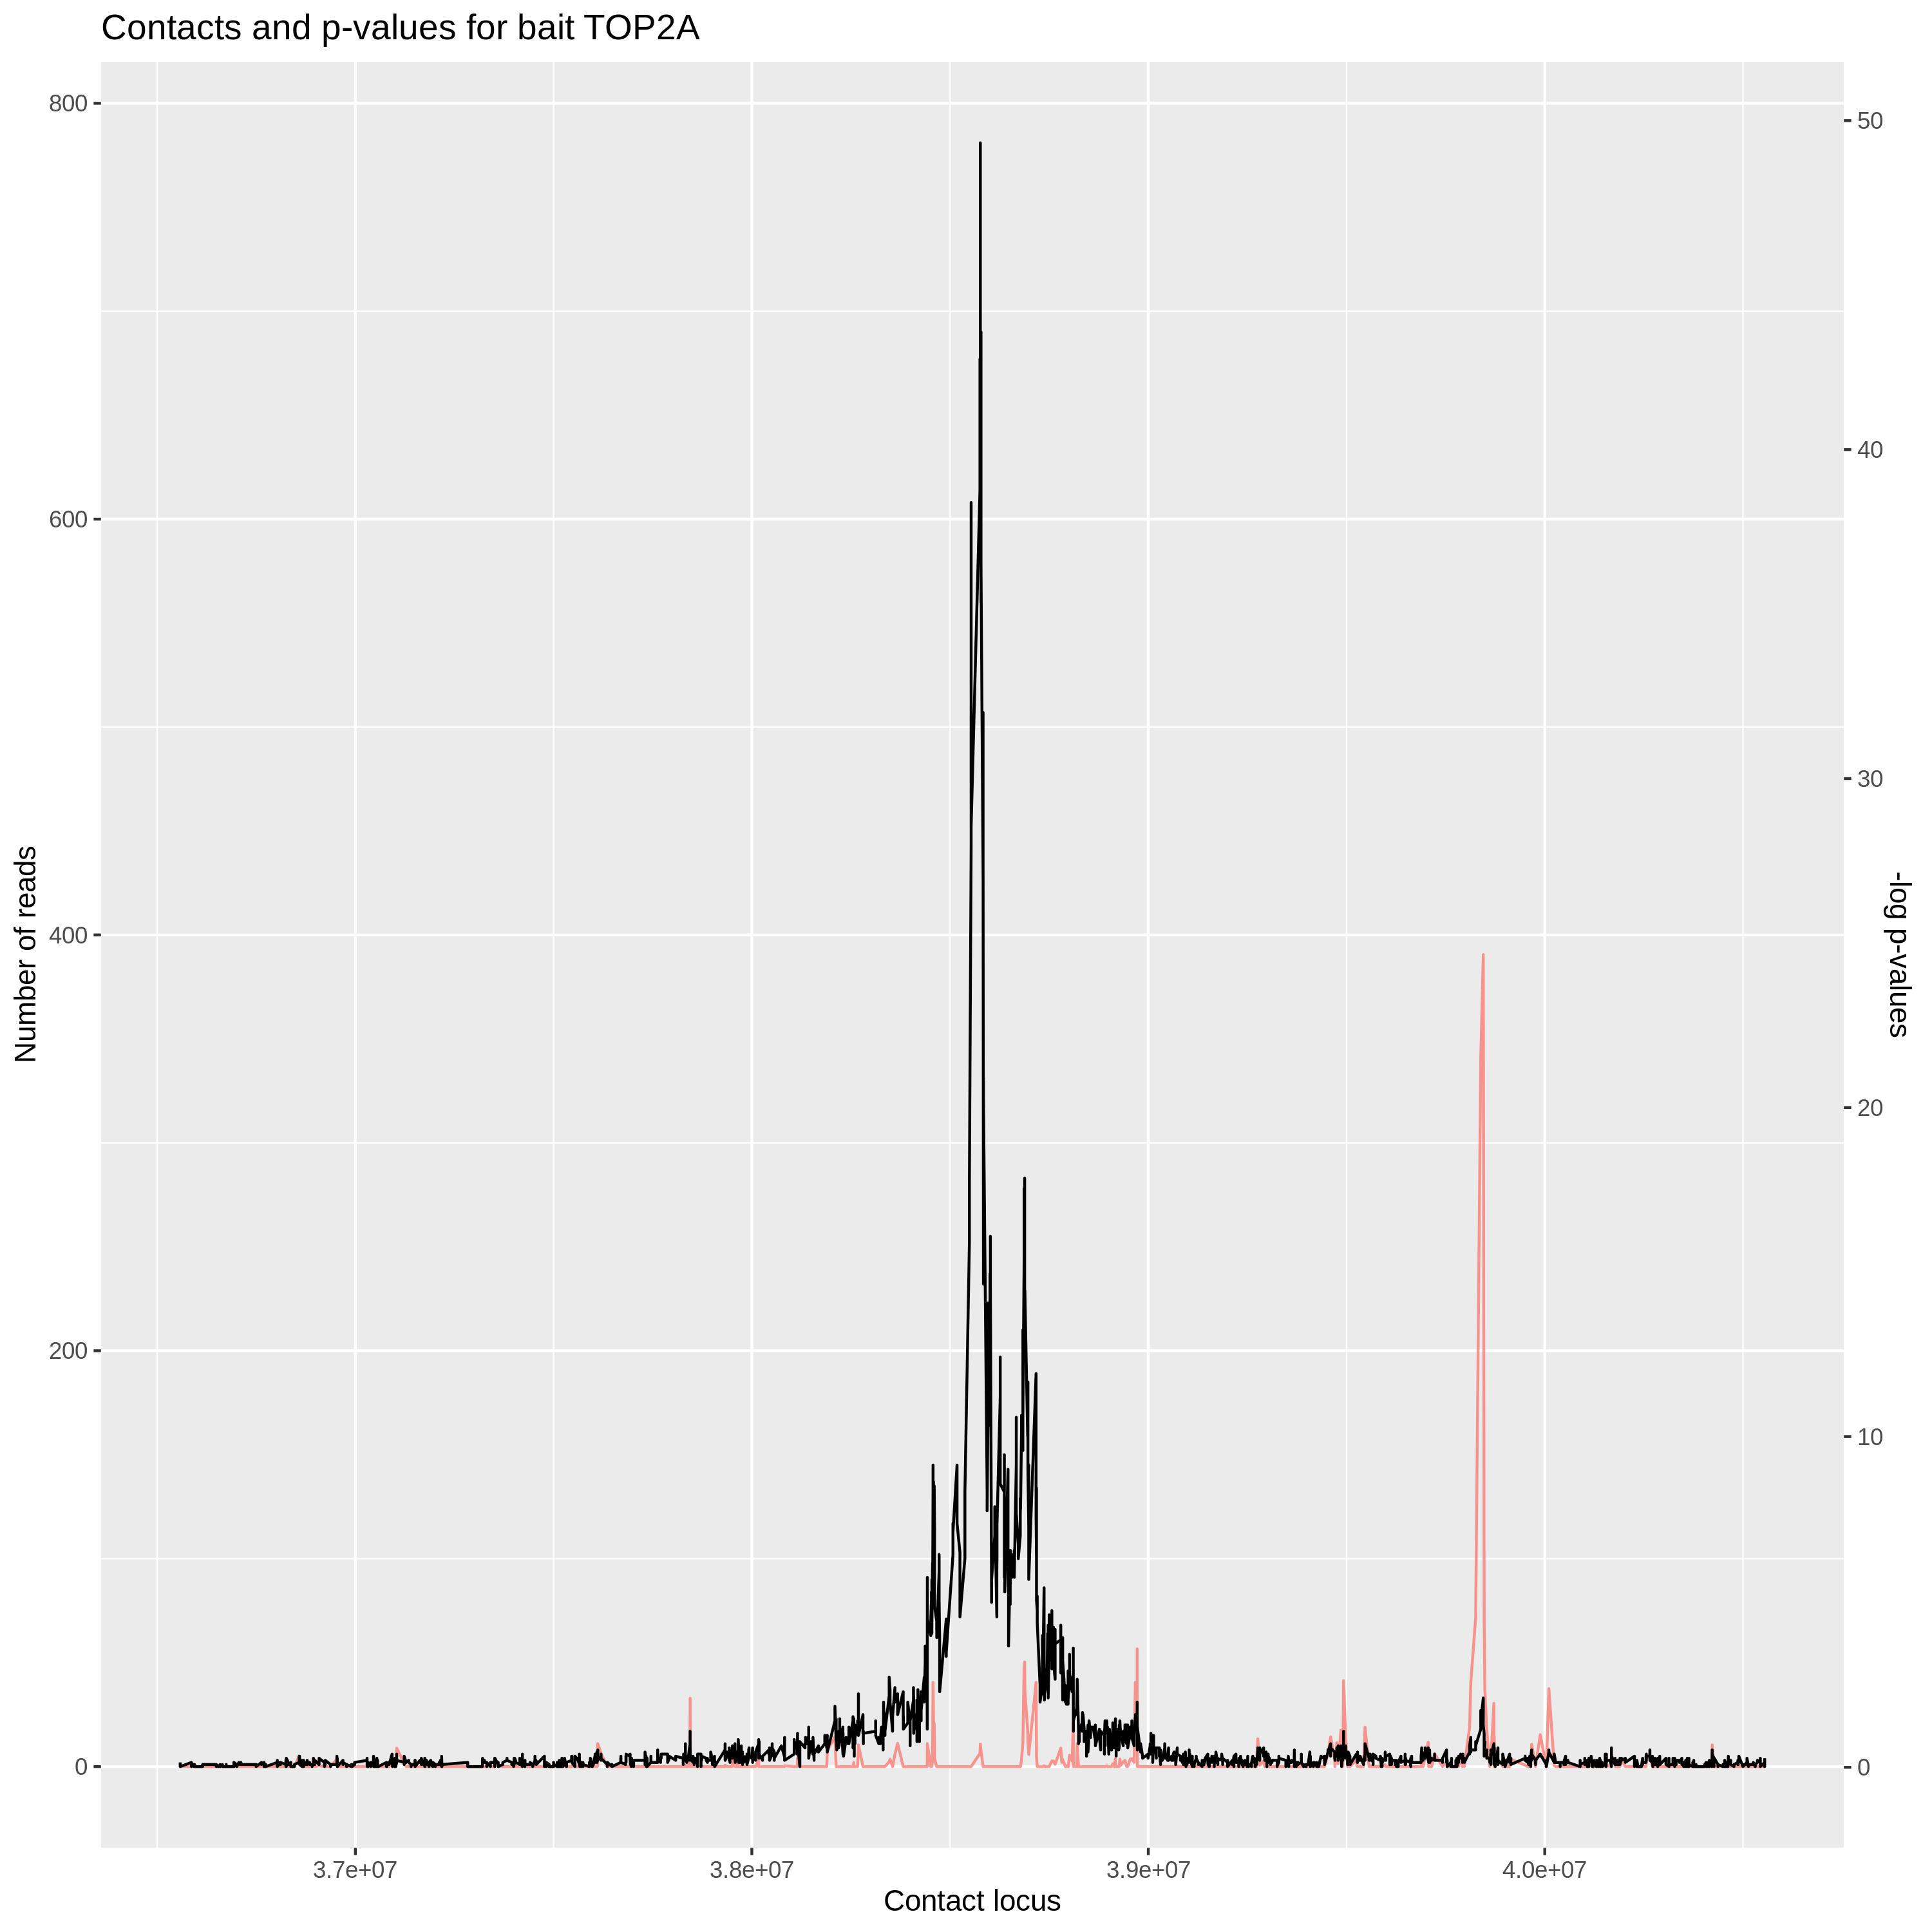 Contacts and p-values for bait TOP2A
800
600
400
200
0
Number of reads
50
40
30
20
10
0
-log p-values
3.7e+07 3.8e+07 3.9e+07 4.0e+07
Contact locus